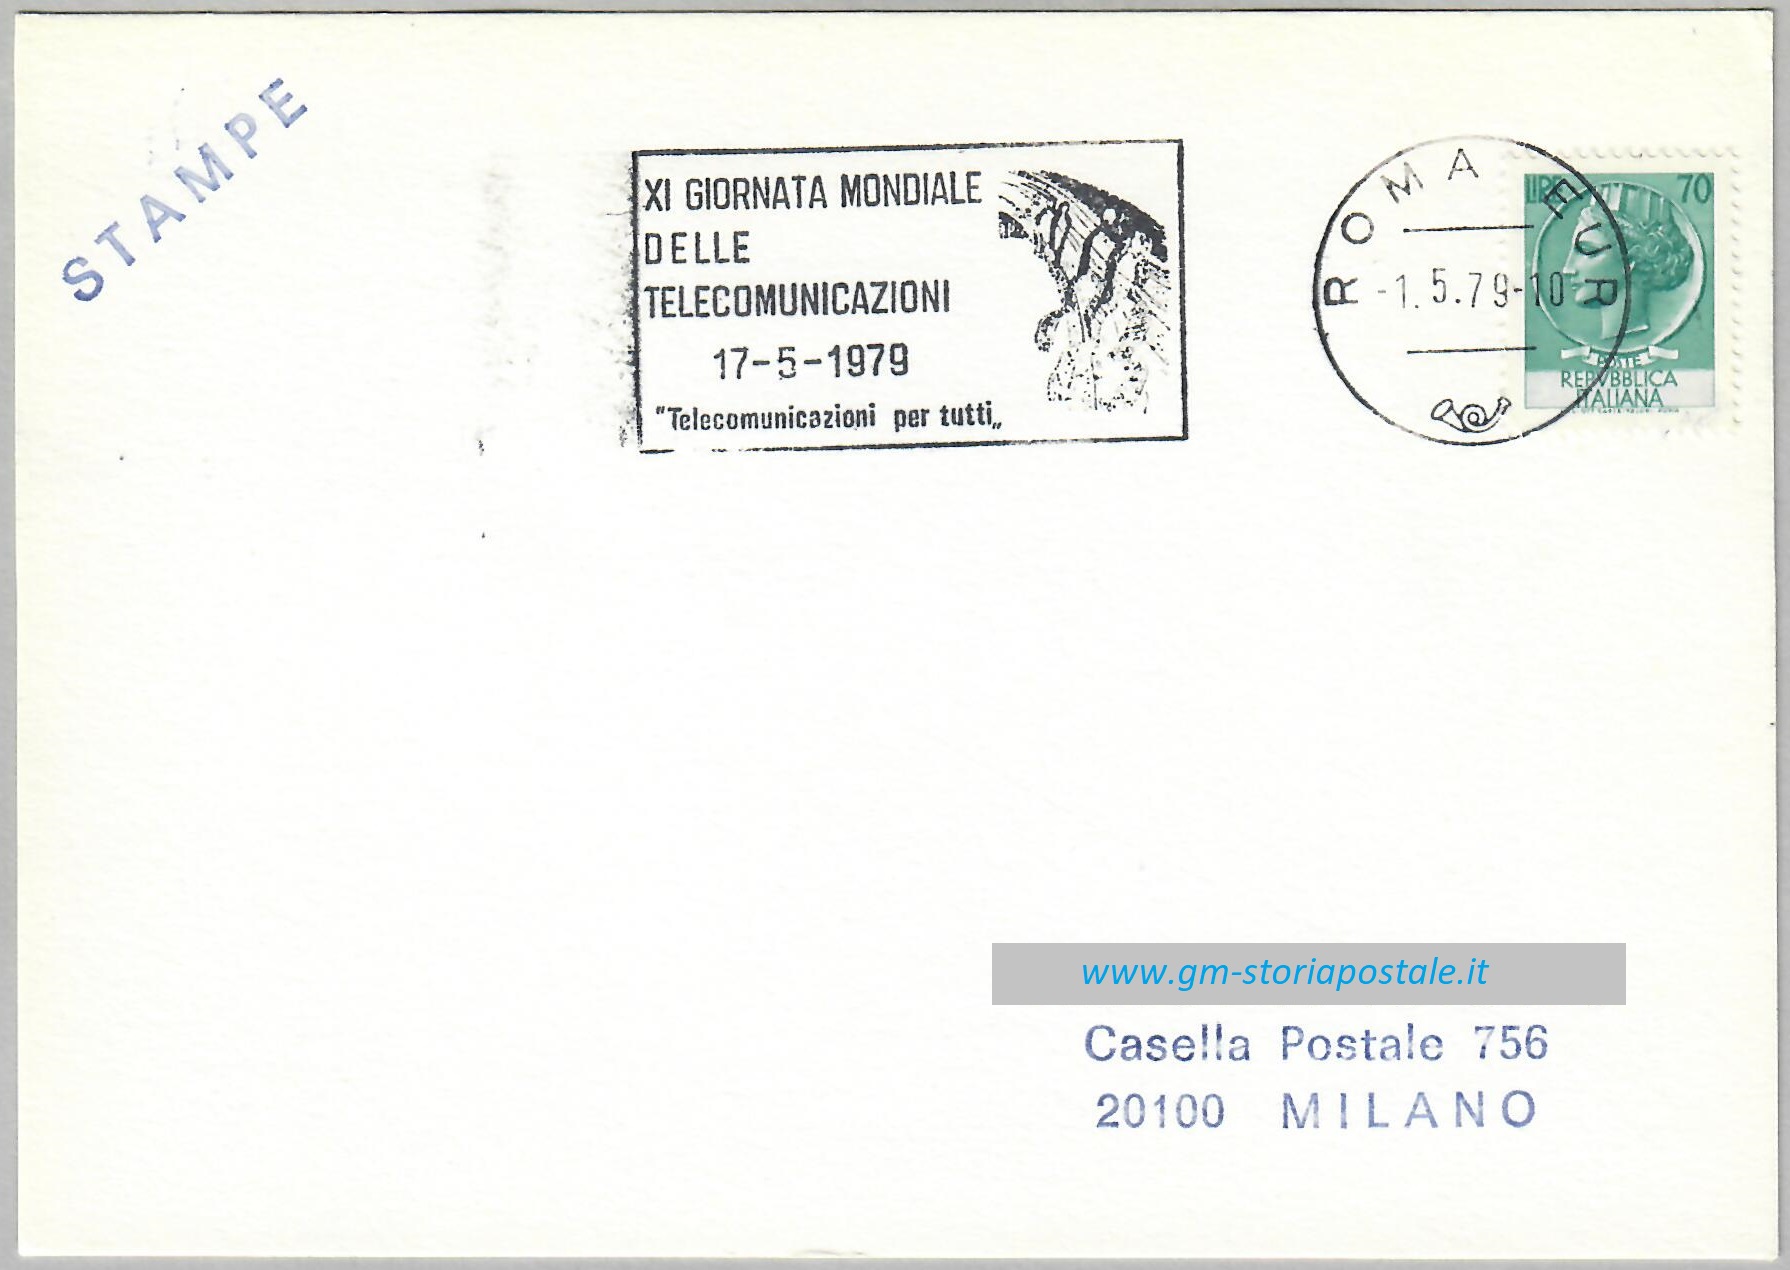 STAMPE
XI GIORNATA MONDIALE
DELLE
TELECOMUNICAZIONI
17-5-1979
"Telecomunicazioni per tutti„
ROMA EUR
-1.5.79-10
LIRE 70
POSTE
REPVBBLICA
ITALIANA
www.gm-storiapostale.it
Casella Postale 756
20100 MILANO